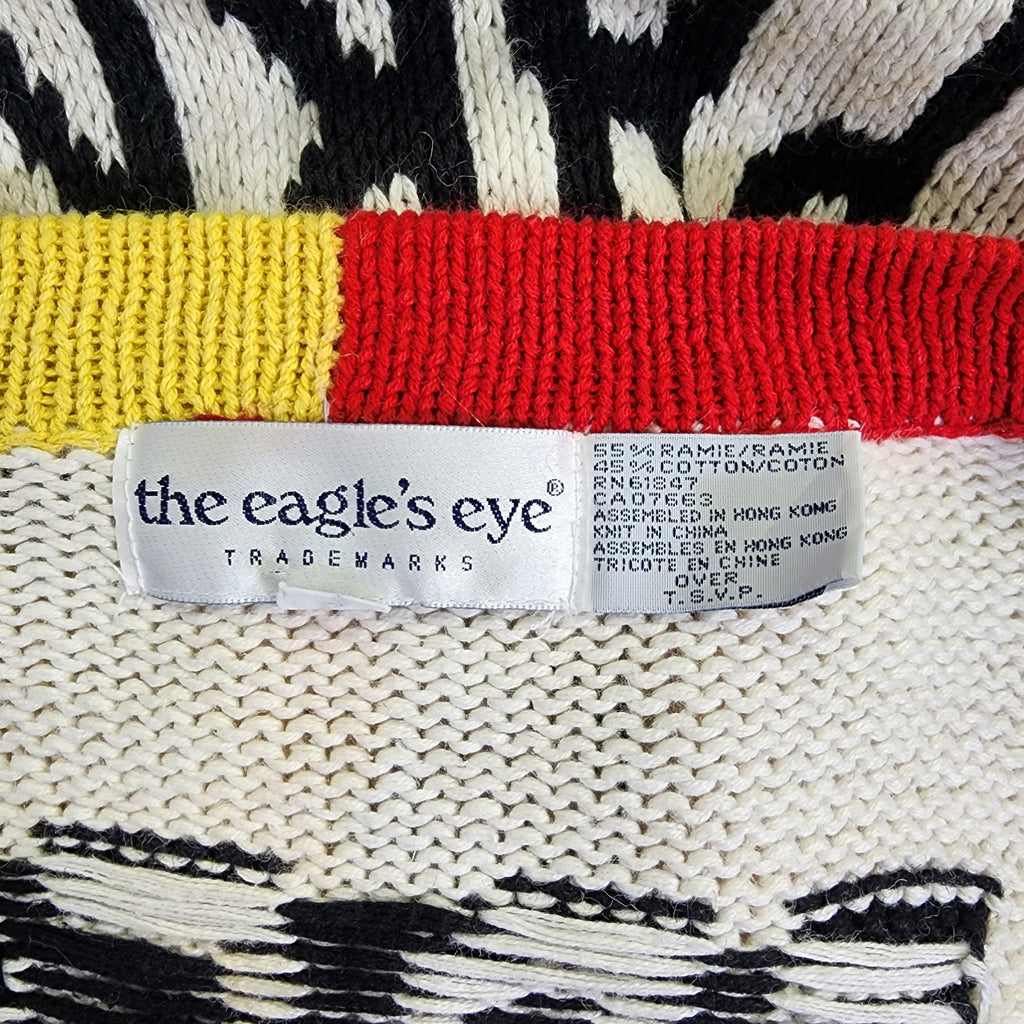 the eagle's eye®
TRADEMARKS
55% RAMIE/RAMIE
45% COTTON/COTON
RN61847
CA07663
ASSEMBLED IN HONG KONG
KNIT IN CHINA
ASSEMBLES EN HONG KONG
TRICOTE EN CHINE
OVER
T.S.V.P.